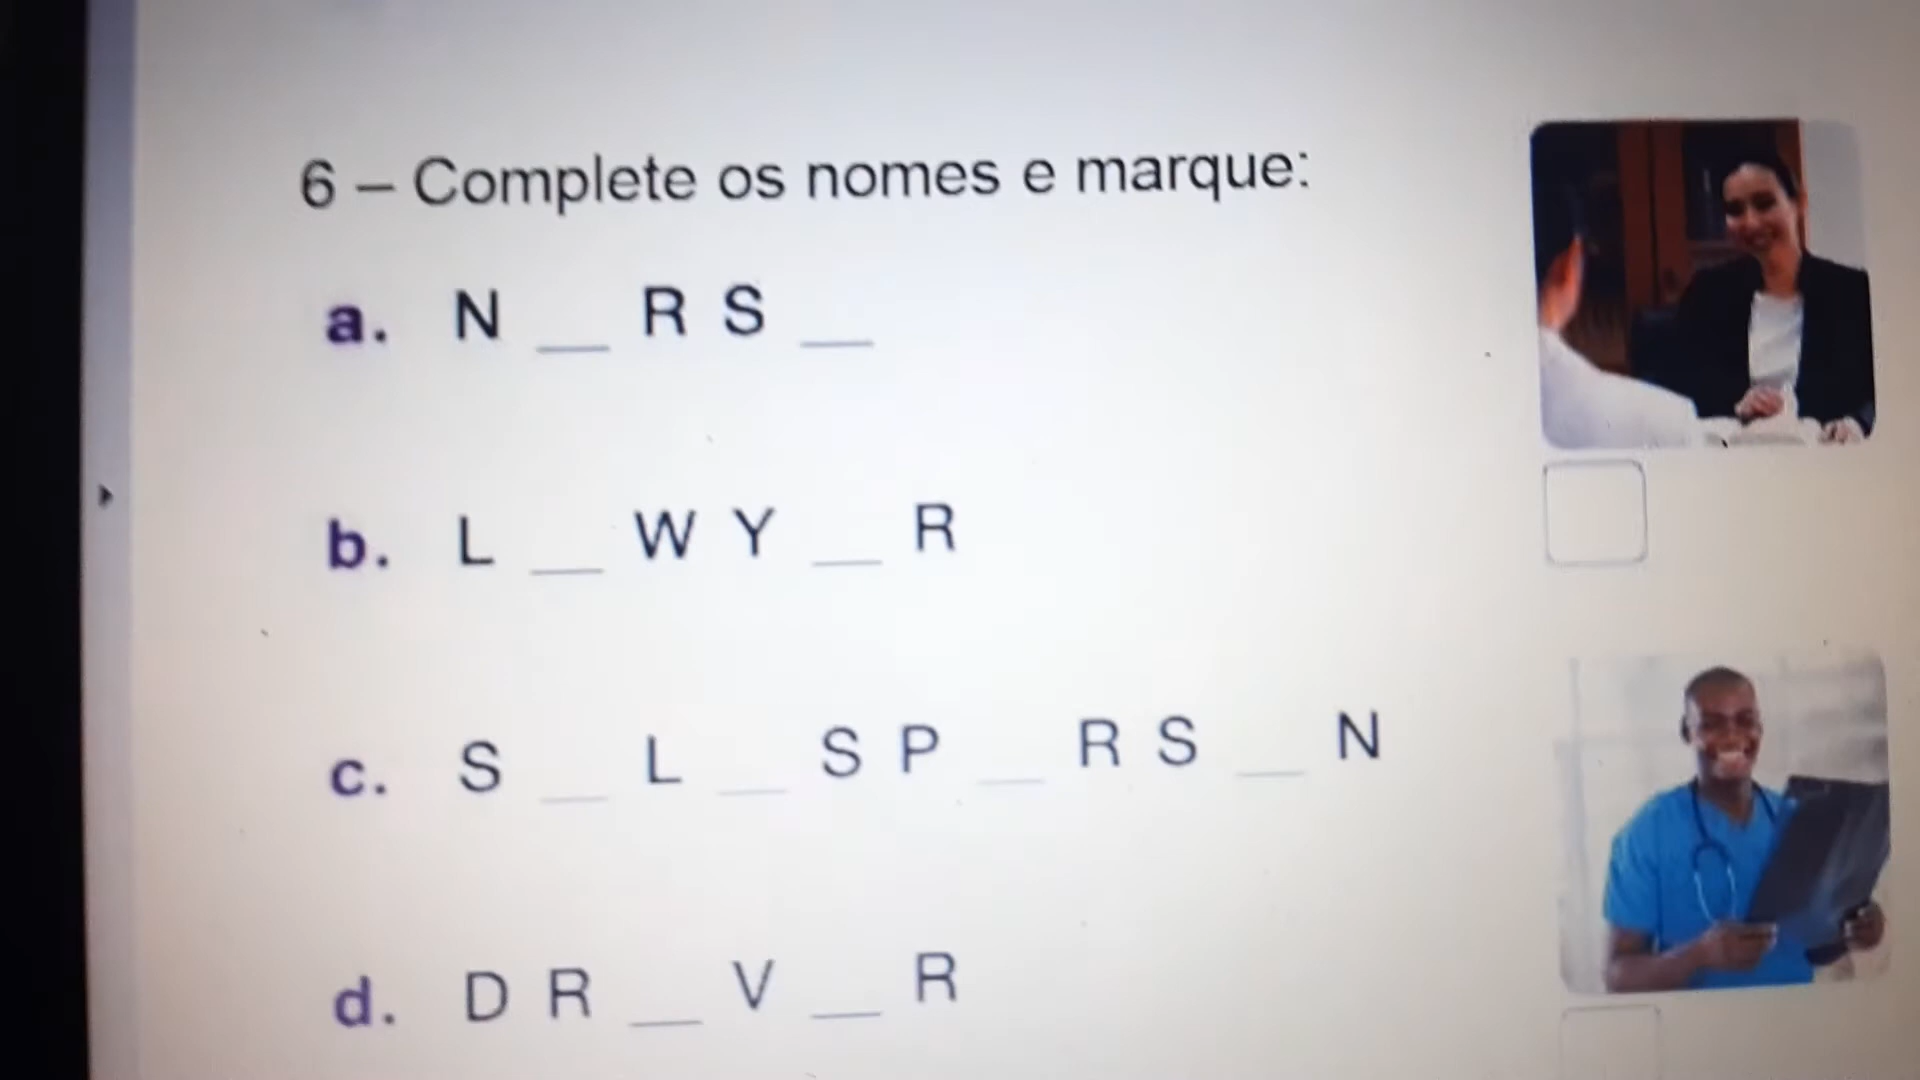 6 – Complete os nomes e marque:
a. N __ R S __
b. L __ W Y __ R
c. S __ L __ S P __ R S __ N
d. D R __ V __ R